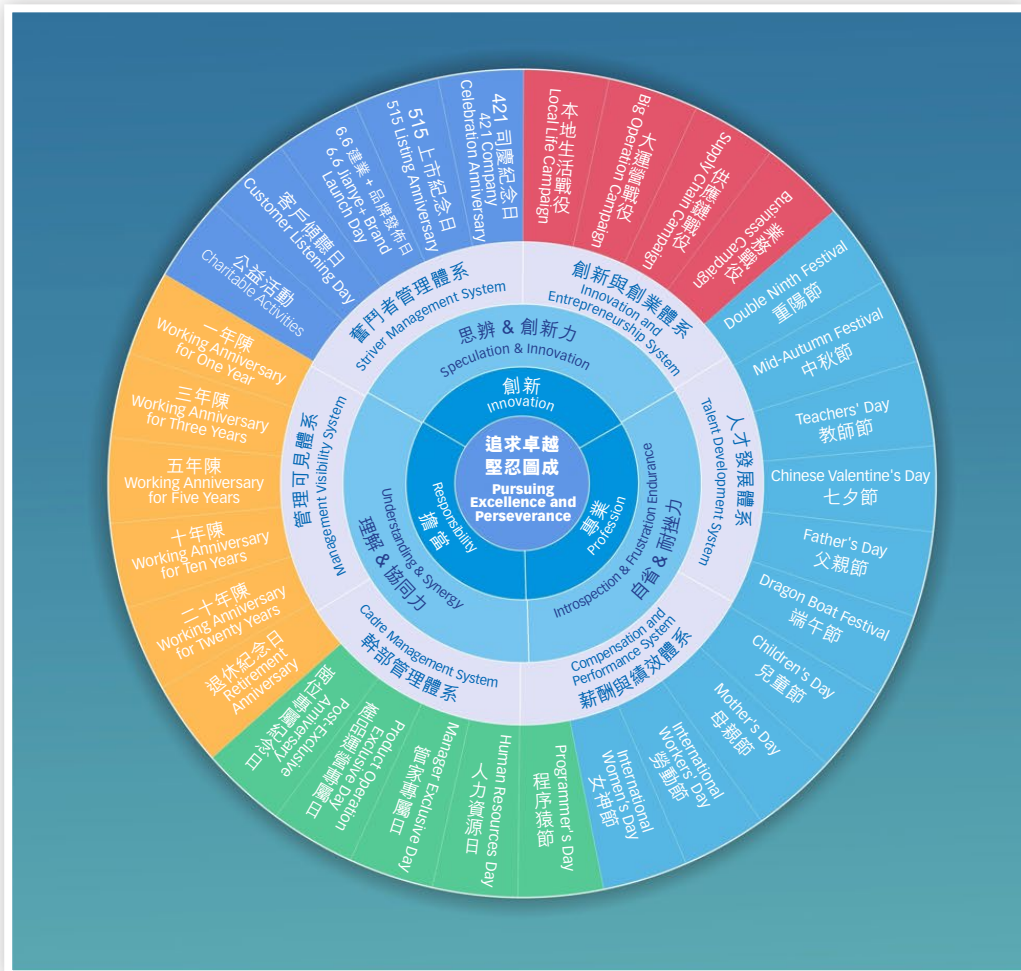 追求卓越
堅忍圖成
Pursuing
Excellence and
Perseverance
創新
Innovation
專業
Profession
Responsibility
擔當
思辨 & 創新力
Speculation & Innovation
Introspection & Frustration Endurance
自省 & 耐挫力
Understanding & Synergy
理解 & 協同力
創新與創業體系
Innovation and
Entrepreneurship System
人才發展體系
Talent Development System
Compensation and
Performance System
薪酬與績效體系
Cadre Management System
幹部管理體系
管理可見體系
Management Visibility System
奮鬥者管理體系
Striver Management System
本地生活戰役
Local Life Campaign
大運營戰役
Big Operation Campaign
供應鏈戰役
Supply Chain Campaign
業務戰役
Business Campaign
Double Ninth Festival
重陽節
Mid-Autumn Festival
中秋節
Teachers' Day
教師節
Chinese Valentine's Day
七夕節
Father's Day
父親節
Dragon Boat Festival
端午節
Children's Day
兒童節
Mother's Day
母親節
International
Workers' Day
勞動節
International
Women's Day
女神節
Programmer's Day
程序猿節
Human Resources Day
人力資源日
Manager Exclusive Day
管家專屬日
Product Operation
Exclusive Day
產品運營專屬日
Post-Exclusive
Anniversary
崗位專屬紀念日
退休紀念日
Retirement
Anniversary
二十年陳
Working Anniversary
for Twenty Years
十年陳
Working Anniversary
for Ten Years
五年陳
Working Anniversary
for Five Years
三年陳
Working Anniversary
for Three Years
一年陳
Working Anniversary
for One Year
公益活動
Charitable Activities
客戶傾聽日
Customer Listening Day
6.6 建業 + 品牌發佈日
6.6 Jianye+ Brand
Launch Day
515 上市紀念日
515 Listing Anniversary
421 司慶紀念日
421 Company
Celebration Anniversary